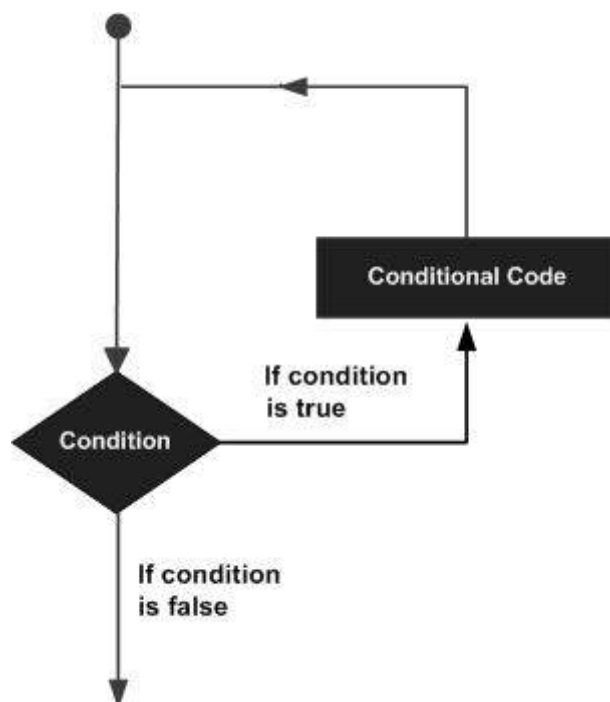 Conditional Code
If condition
is true
Condition
If condition
is false